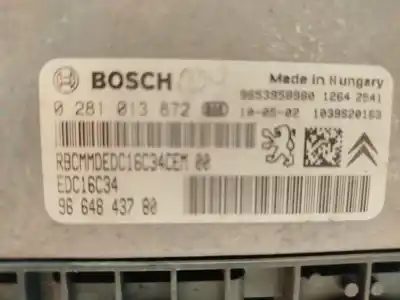 BOSCH
Made in Hungary
9653958980 1264 2541
0 281 013 872
10-05-02 1039S20163
RBCMMDEDC16C34CEM 00
EDC16C34
96 648 437 80